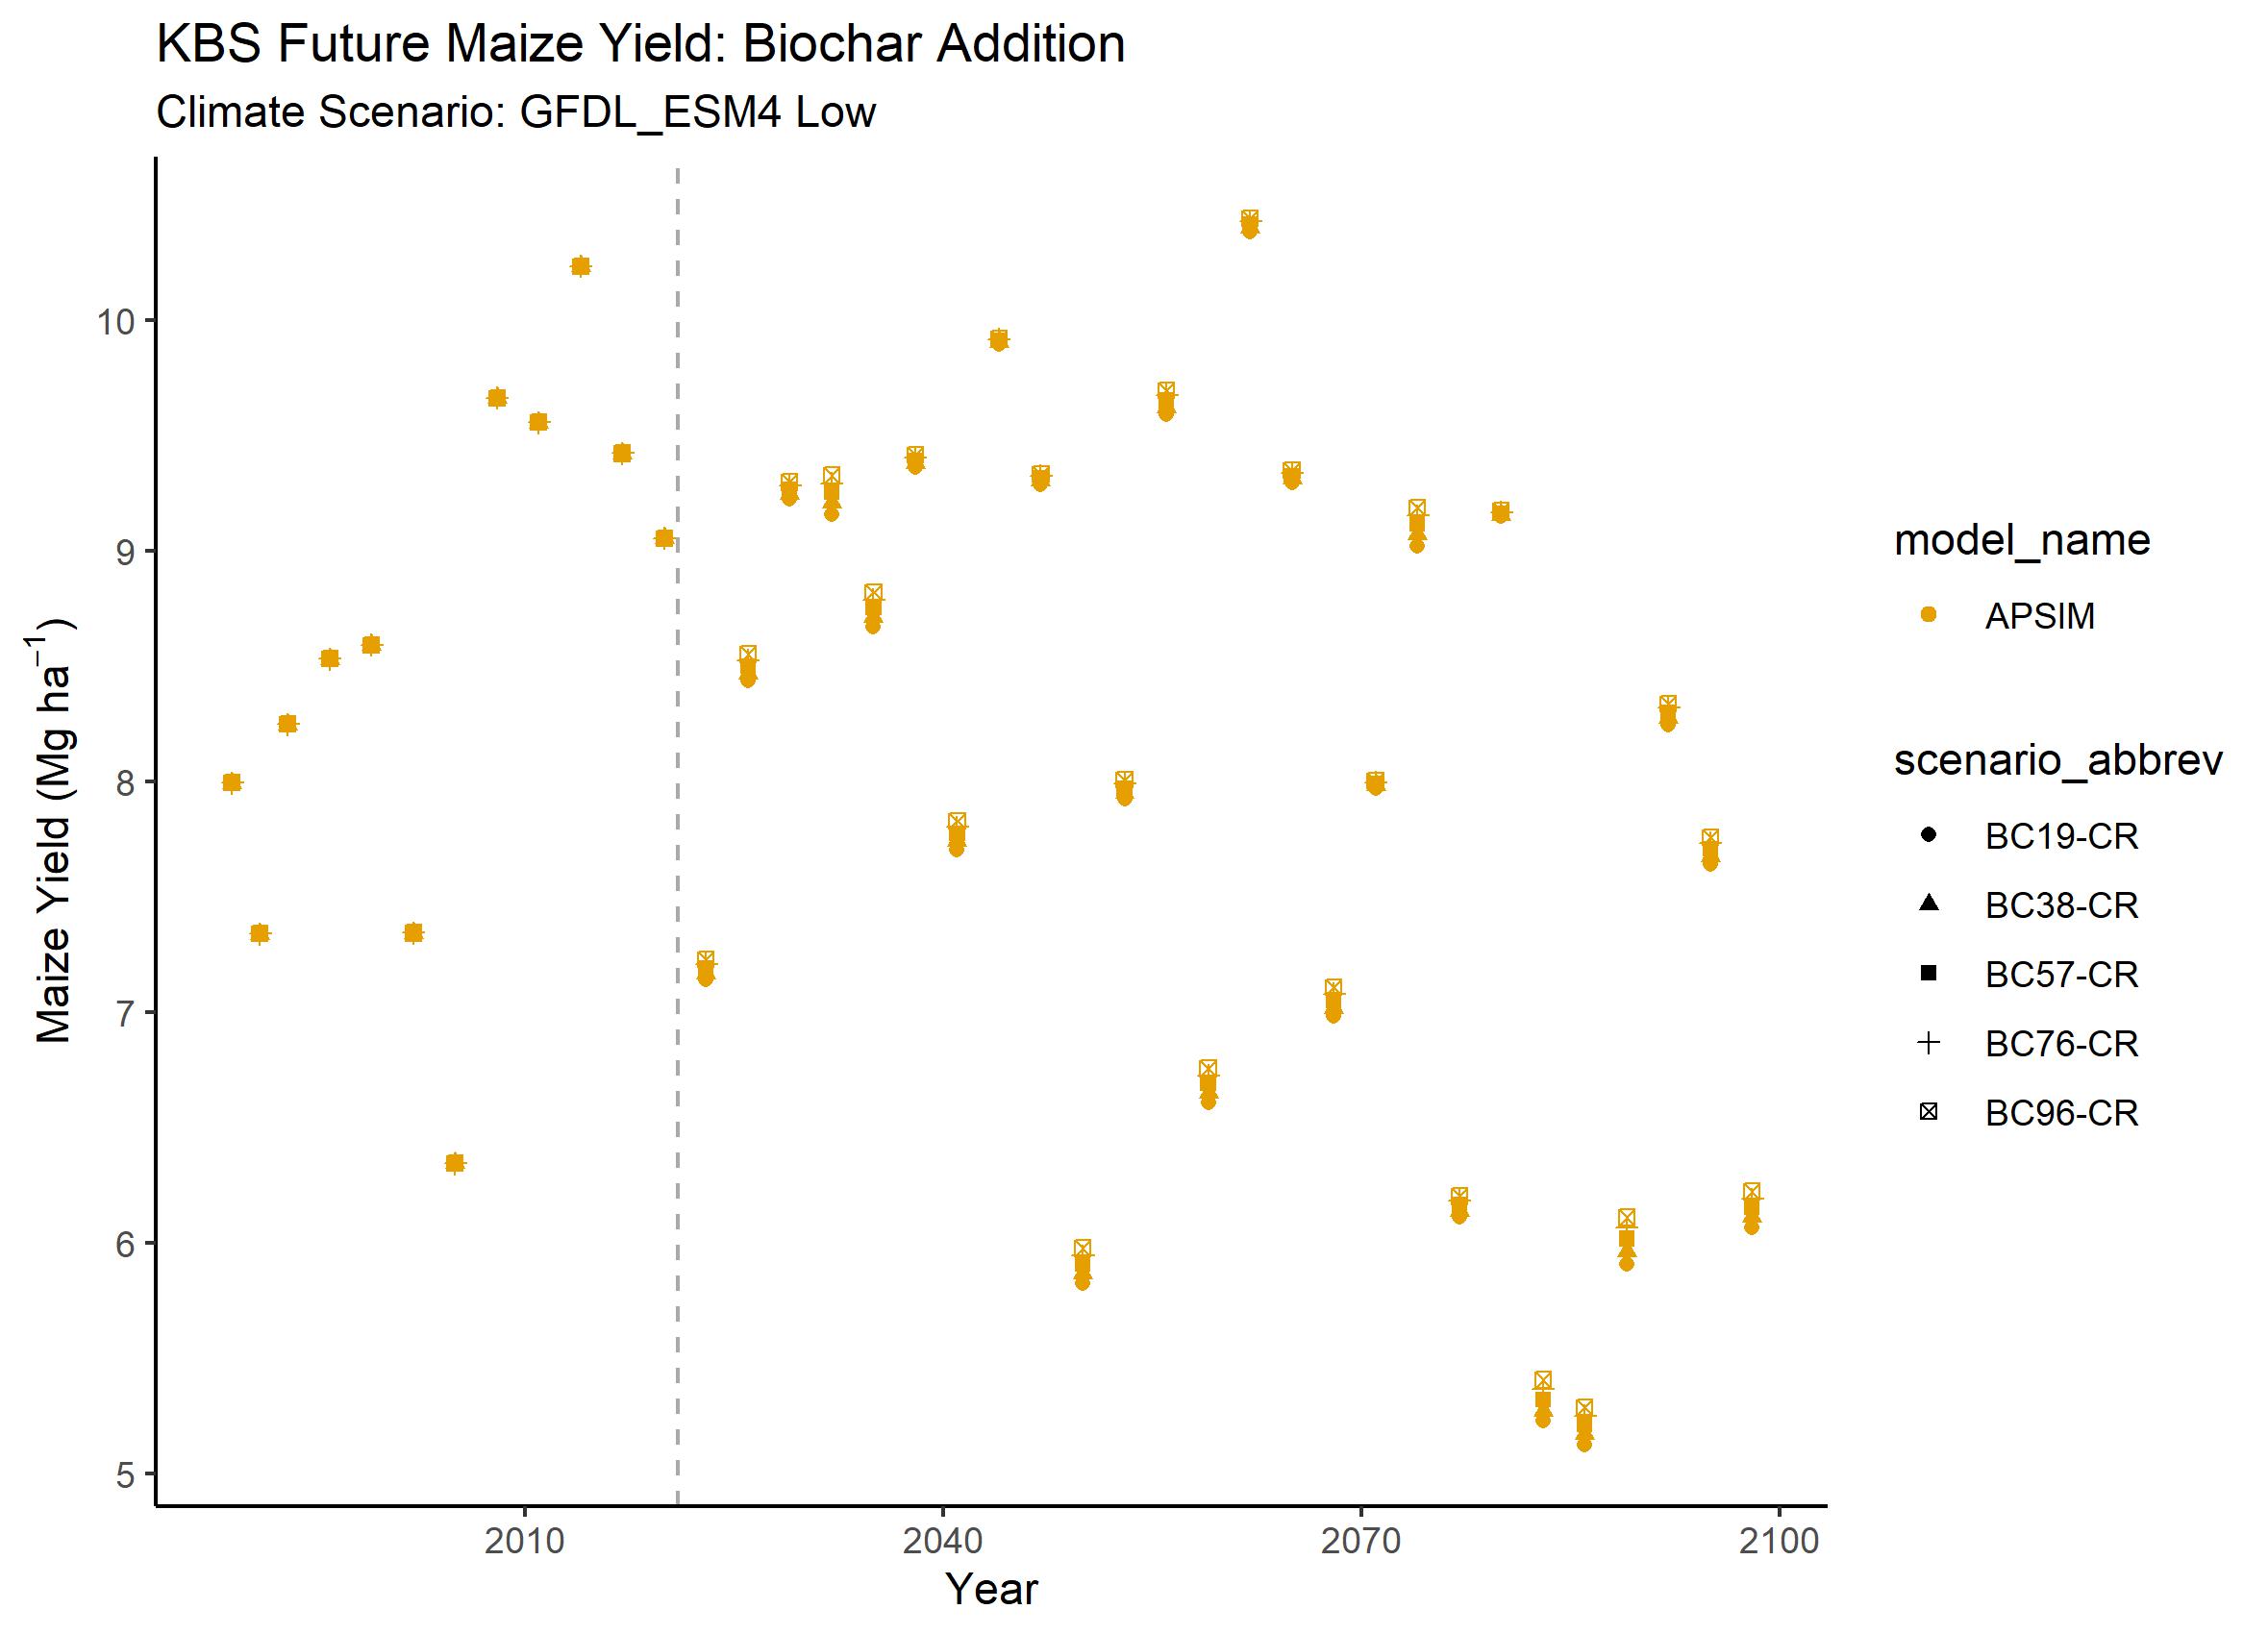 KBS Future Maize Yield: Biochar Addition
Climate Scenario: GFDL_ESM4 Low
Maize Yield (Mg ha⁻¹)
10
9
8
7
6
5
2010
2040
2070
2100
Year
model_name
APSIM
scenario_abbrev
BC19-CR
BC38-CR
BC57-CR
BC76-CR
BC96-CR